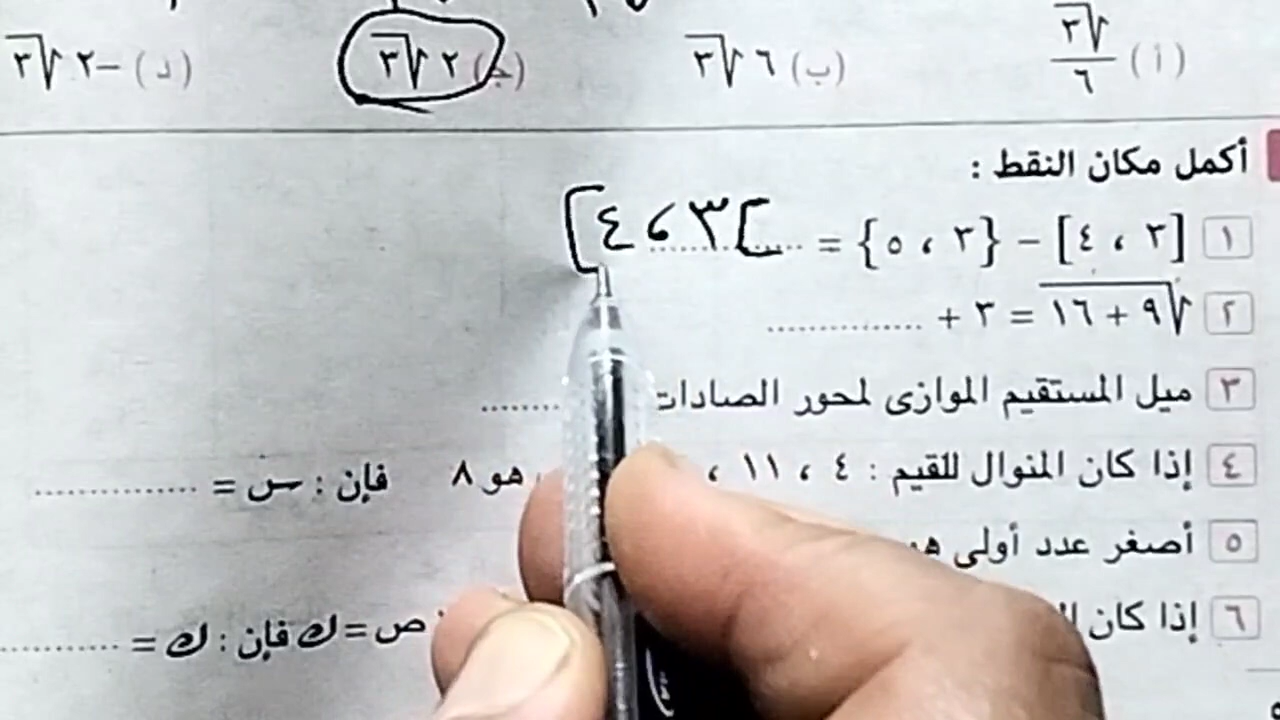 (أ) √٣/٦ (ب) ٦√٣ (ج) ٢√٣ (د) -٢√٣
أكمل مكان النقط :
١ [٣ ، ٤] - {٣ ، ٥} = ............ ]٣ ، ٤]
٢ √٩ + ١٦ = ٣ + ............
٣ ميل المستقيم الموازى لمحور الصادات ............
٤ إذا كان المنوال للقيم : ٤ ، ١١ ، هو ٨ فإن : س = ............
٥ أصغر عدد أولى
٦ إذا كان ص = ك فإن : ك = ............